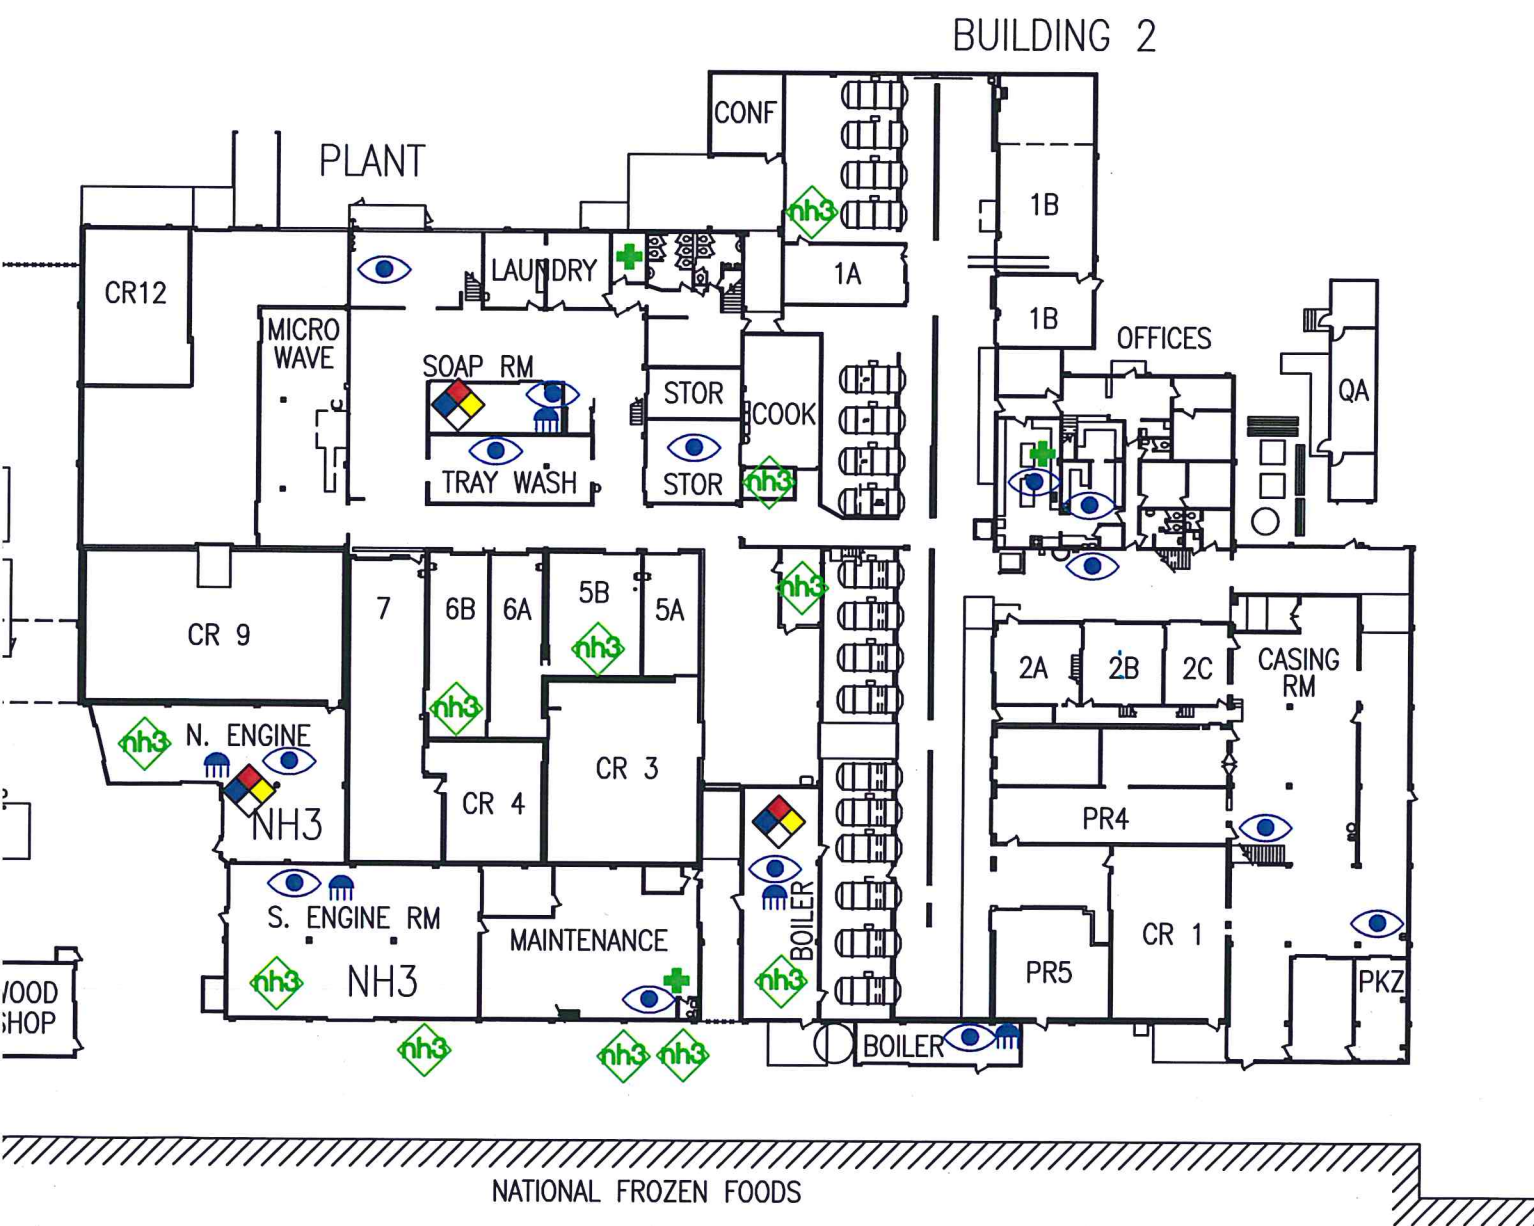 BUILDING 2
CONF
PLANT
nh3
1B
CR12
LAUNDRY
1A
1B
MICRO
WAVE
SOAP RM
OFFICES
STOR
COOK
QA
TRAY WASH
STOR
nh3
7
6B
6A
5B
5A
nh3
CR 9
nh3
2A
2B
2C
CASING
RM
nh3
nh3
N. ENGINE
NH3
CR 4
CR 3
PR4
S. ENGINE RM
NH3
nh3
MAINTENANCE
BOILER
nh3
CR 1
PR5
PKZ
WOOD
SHOP
nh3
nh3
nh3
BOILER
NATIONAL FROZEN FOODS